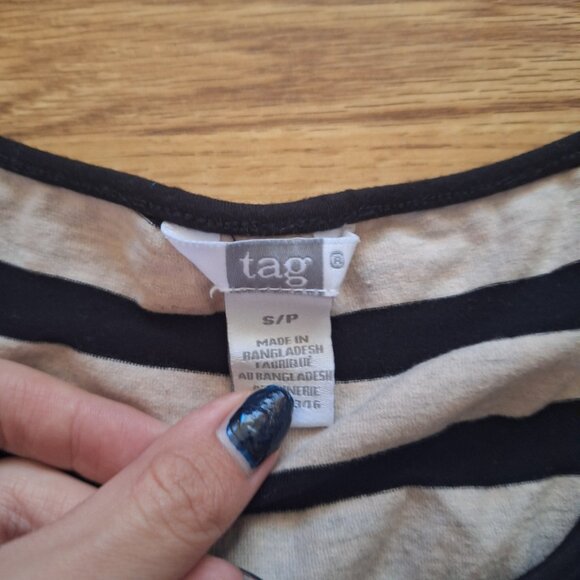 tag ®
S/P
MADE IN
BANGLADESH
FABRIQUÉ
AU BANGLADESH